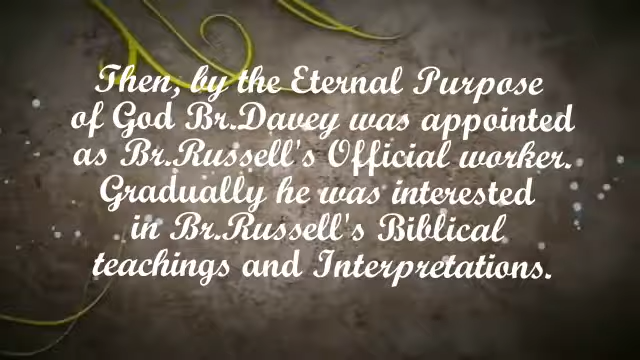 Then, by the Eternal Purpose
of God Br.Davey was appointed
as Br.Russell's Official worker.
Gradually he was interested
in Br.Russell's Biblical
teachings and Interpretations.